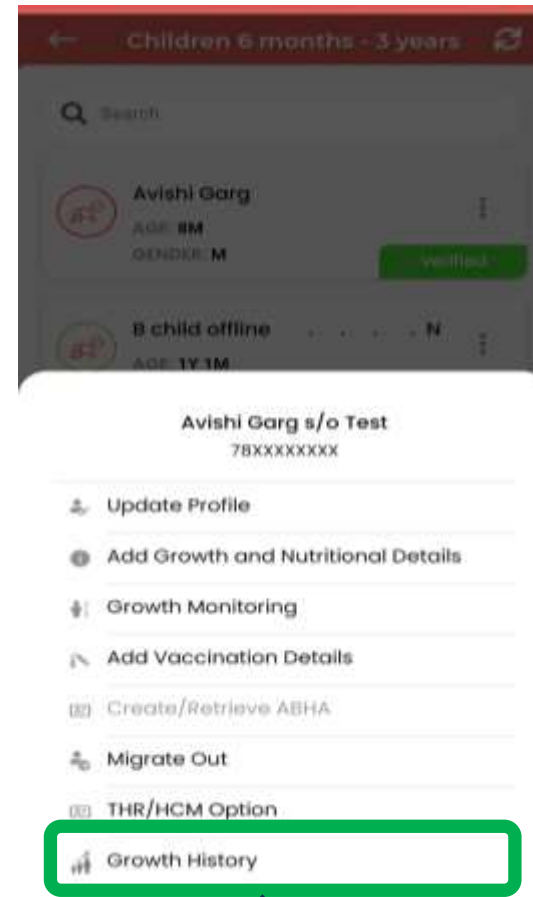 Children 6 months - 3 years
Search
Avishi Garg
AGE: 8M
GENDER: M
verified
B child offline . . . . . N
AGE: 1Y 1M
Avishi Garg s/o Test
78XXXXXXXX
Update Profile
Add Growth and Nutritional Details
Growth Monitoring
Add Vaccination Details
Create/Retrieve ABHA
Migrate Out
THR/HCM Option
Growth History